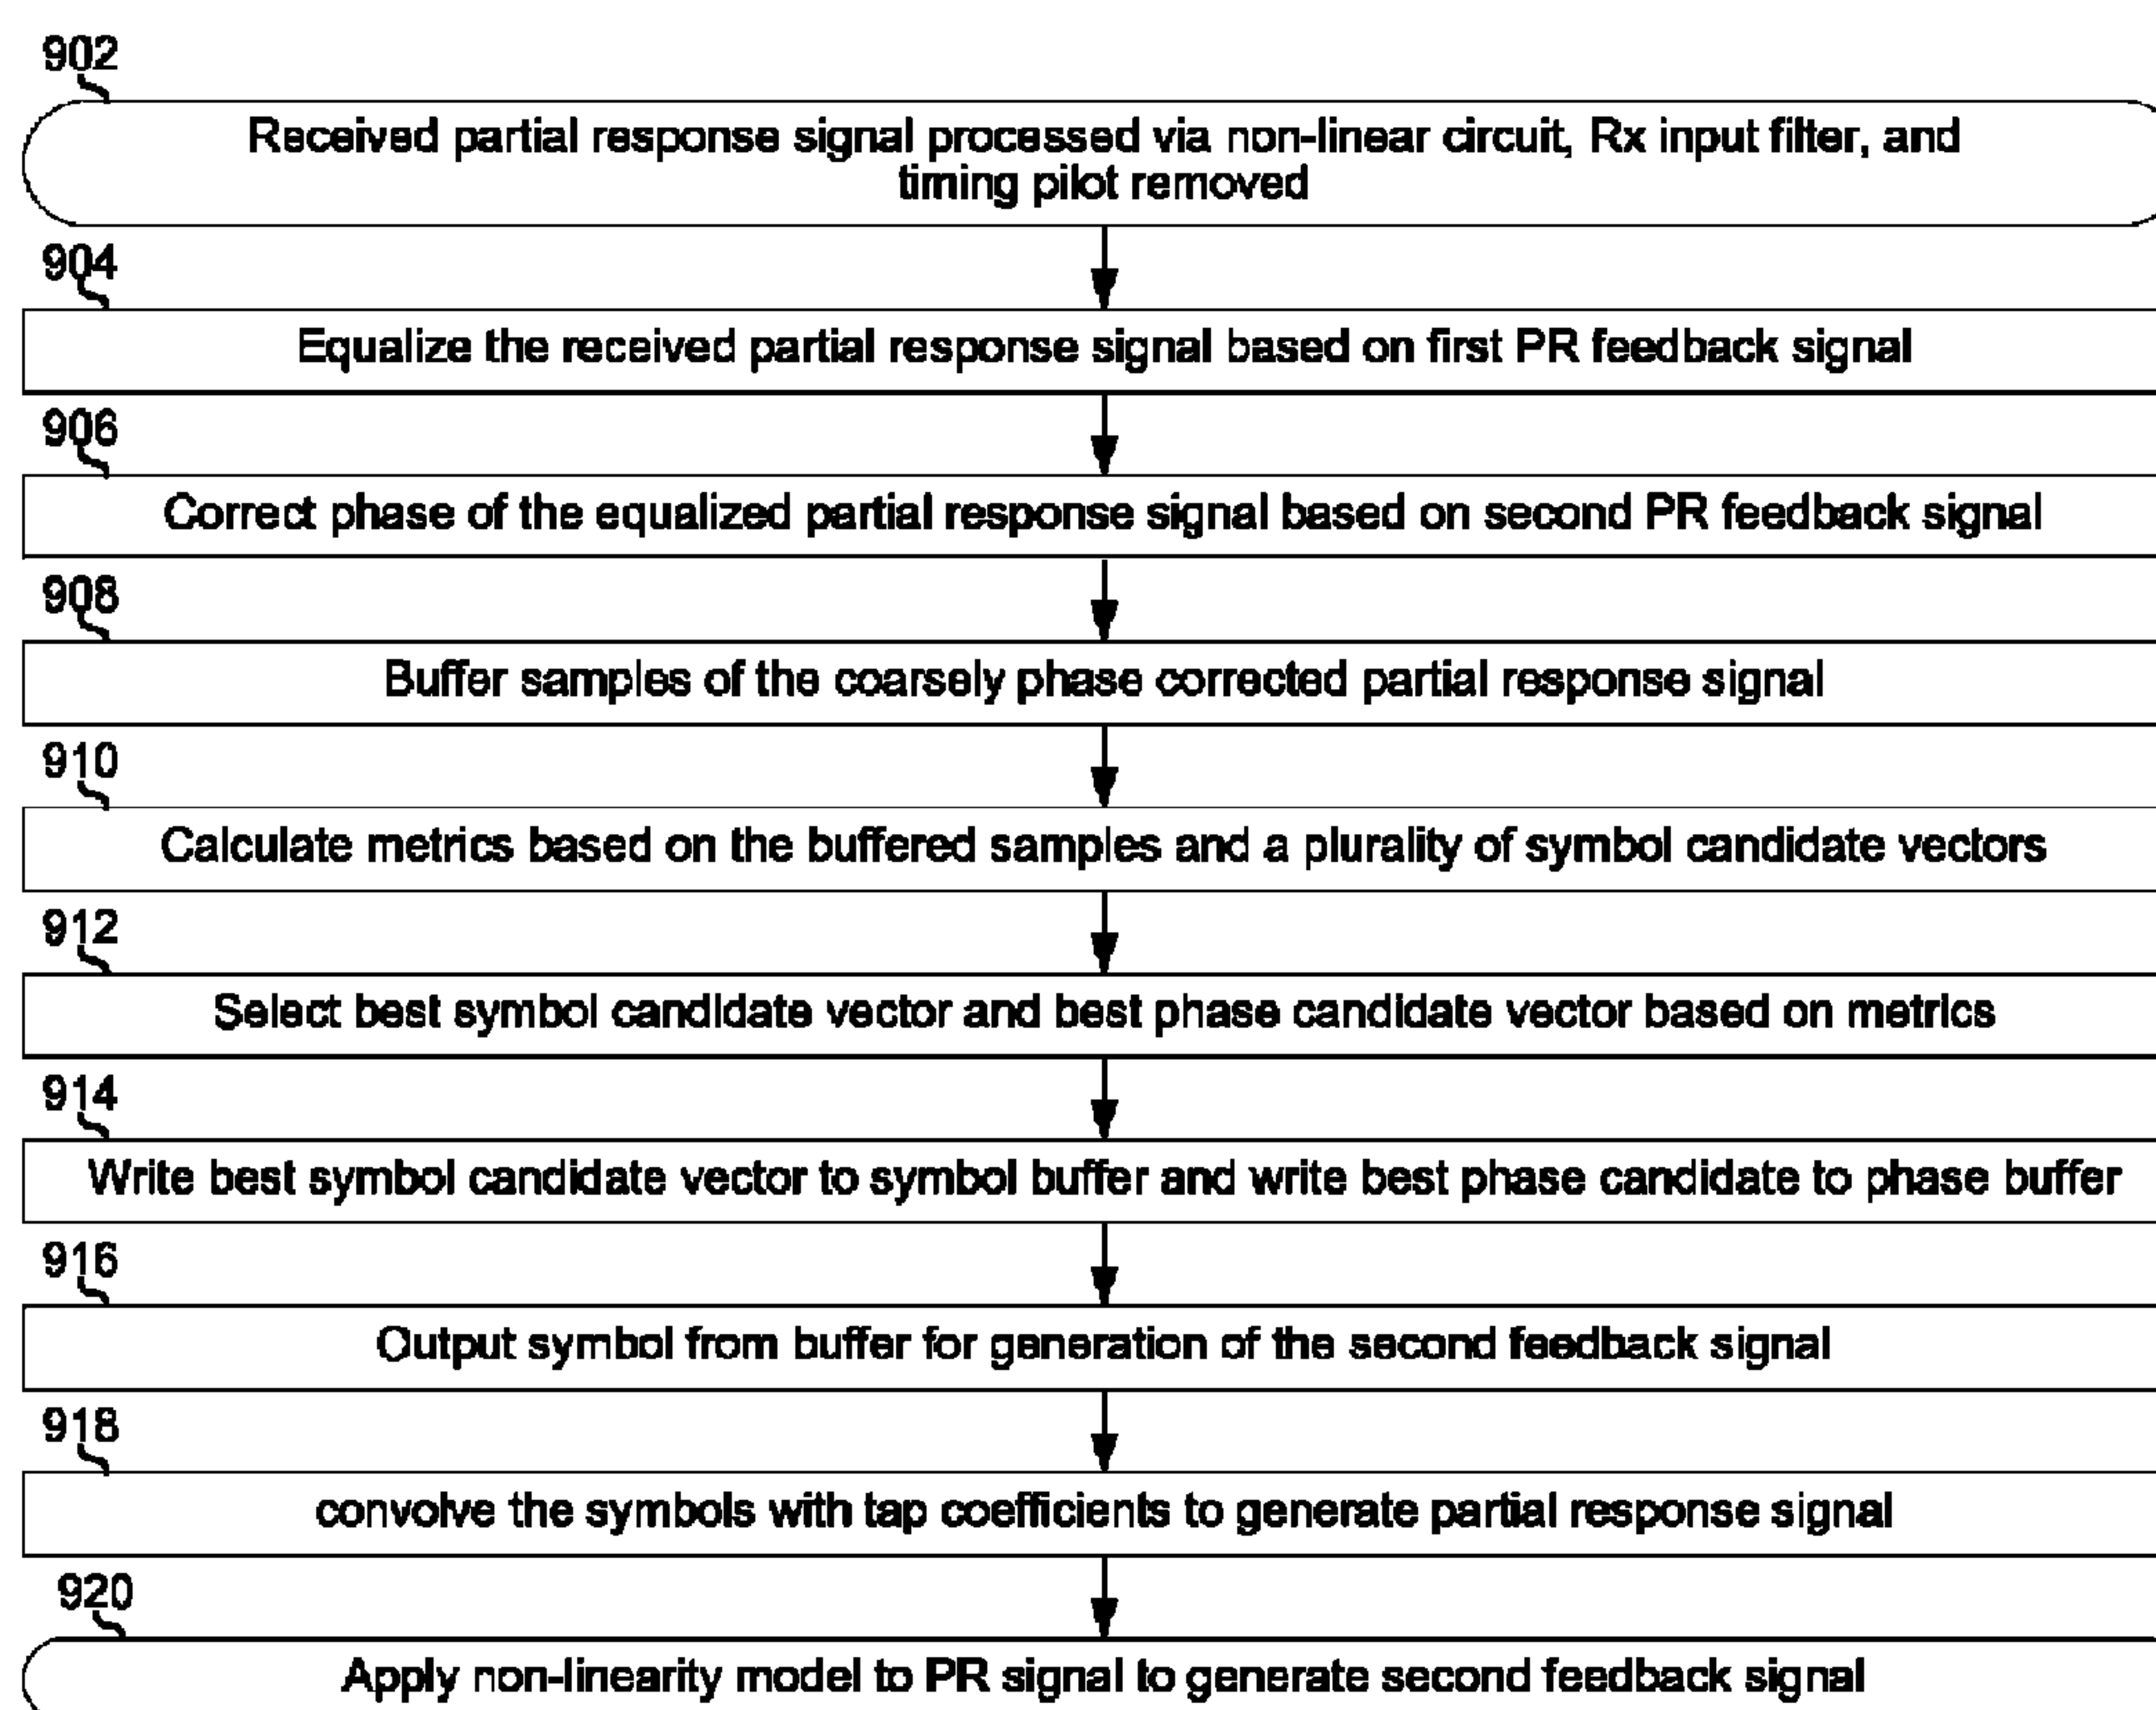 902
Received partial response signal processed via non-linear circuit, Rx input filter, and
timing pilot removed
904
Equalize the received partial response signal based on first PR feedback signal
906
Correct phase of the equalized partial response signal based on second PR feedback signal
908
Buffer samples of the coarsely phase corrected partial response signal
910
Calculate metrics based on the buffered samples and a plurality of symbol candidate vectors
912
Select best symbol candidate vector and best phase candidate vector based on metrics
914
Write best symbol candidate vector to symbol buffer and write best phase candidate to phase buffer
916
Output symbol from buffer for generation of the second feedback signal
918
convolve the symbols with tap coefficients to generate partial response signal
920
Apply non-linearity model to PR signal to generate second feedback signal